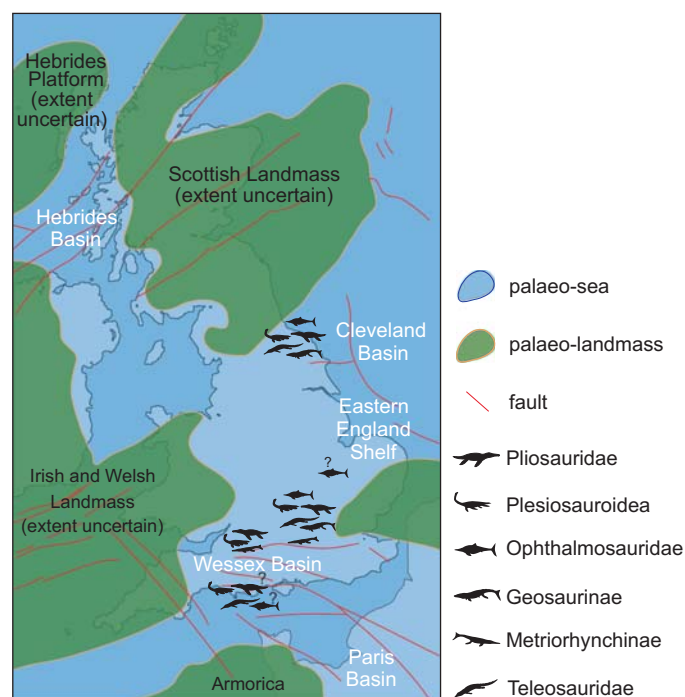 Hebrides
Platform
(extent
uncertain)
Scottish Landmass
(extent uncertain)
Hebrides
Basin
Cleveland
Basin
Eastern
England
Shelf
?
Irish and Welsh
Landmass
(extent uncertain)
Wessex Basin
?
?
Paris
Basin
Armorica
palaeo-sea
palaeo-landmass
fault
Pliosauridae
Plesiosauroidea
Ophthalmosauridae
Geosaurinae
Metriorhynchinae
Teleosauridae